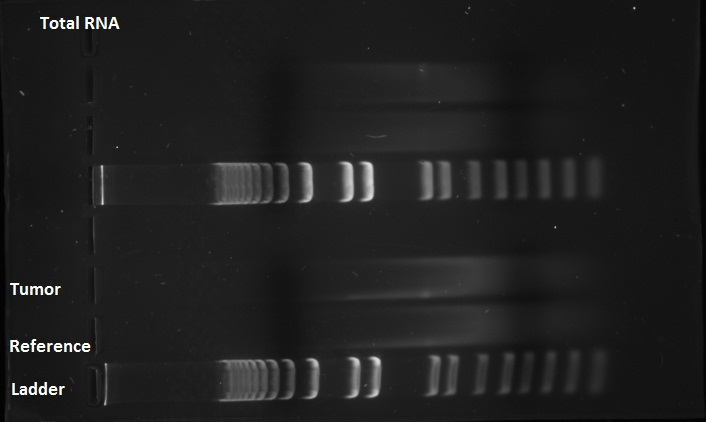 Total RNA
Tumor
Reference
Ladder